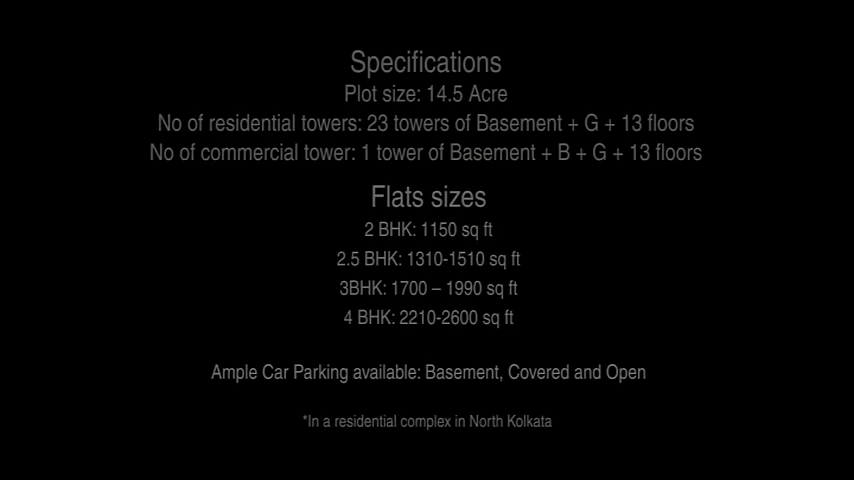 Specifications
Plot size: 14.5 Acre
No of residential towers: 23 towers of Basement + G + 13 floors
No of commercial tower: 1 tower of Basement + B + G + 13 floors
Flats sizes
2 BHK: 1150 sq ft
2.5 BHK: 1310-1510 sq ft
3BHK: 1700 – 1990 sq ft
4 BHK: 2210-2600 sq ft
Ample Car Parking available: Basement, Covered and Open
*In a residential complex in North Kolkata